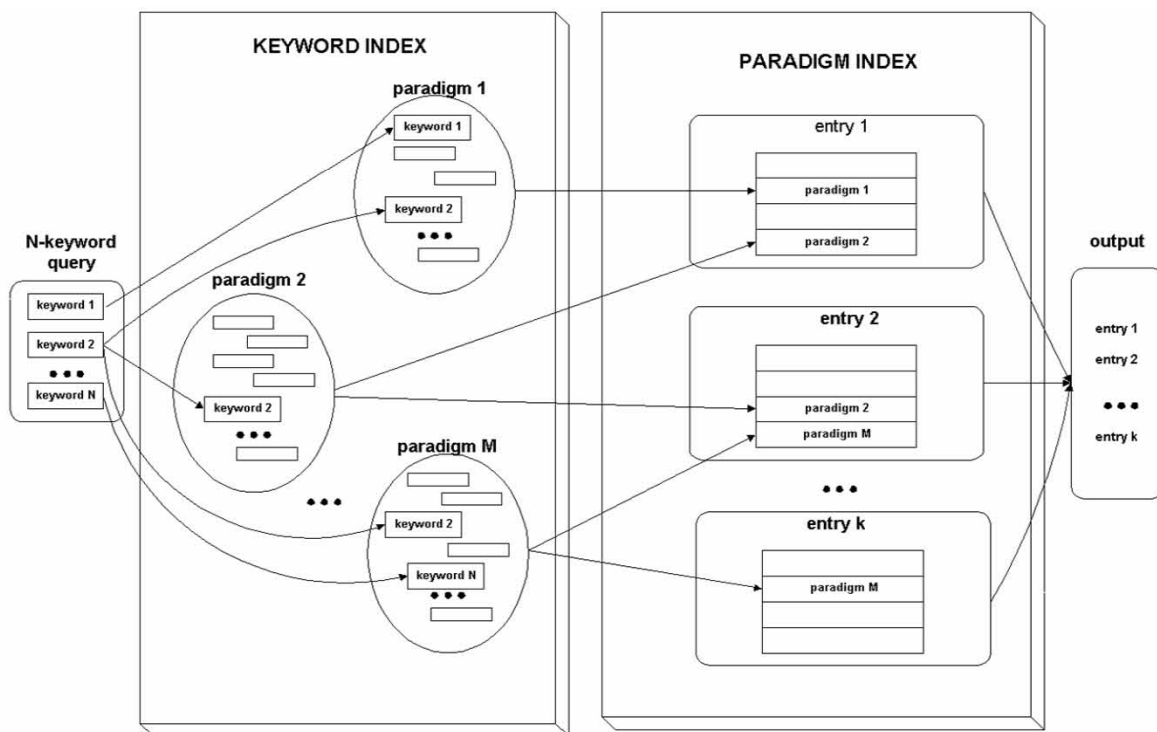 KEYWORD INDEX
PARADIGM INDEX
N-keyword
query
keyword 1
keyword 2
keyword N
paradigm 1
keyword 1
keyword 2
paradigm 2
keyword 2
paradigm M
keyword 2
keyword N
entry 1
paradigm 1
paradigm 2
entry 2
paradigm 2
paradigm M
entry k
paradigm M
output
entry 1
entry 2
entry k